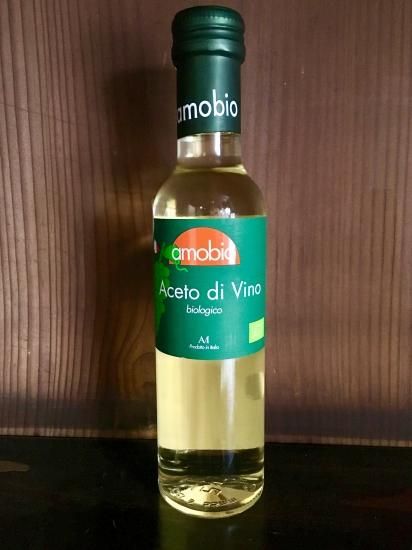 amobio
amobio
Aceto di Vino
biologico
Prodotto in Italia